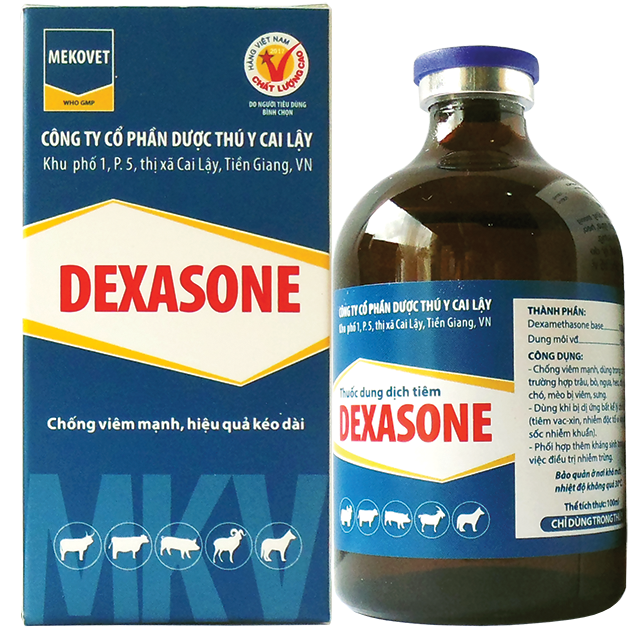 MEKOVET
WHO GMP
HÀNG VIỆT NAM
CHẤT LƯỢNG CAO
DO NGƯỜI TIÊU DÙNG
BÌNH CHỌN
CÔNG TY CỔ PHẦN DƯỢC THÚ Y CAI LẬY
Khu phố 1, P. 5, thị xã Cai Lậy, Tiền Giang, VN
DEXASONE
Chống viêm mạnh, hiệu quả kéo dài
MKV
CÔNG TY CỔ PHẦN DƯỢC THÚ Y CAI LẬY
Khu phố 1, P.5, thị xã Cai Lậy, Tiền Giang, VN
Thuốc dung dịch tiêm
DEXASONE
THÀNH PHẦN:
Dexamethasone base
Dung môi vđ
CÔNG DỤNG:
- Chống viêm mạnh, dùng trong
trường hợp trâu, bò, ngựa, heo,
chó, mèo bị viêm, sưng.
- Dùng khi bị dị ứng bất kể
(tiêm vac-xin, nhiễm độc tố
sốc nhiễm khuẩn).
- Phối hợp thêm kháng sinh
việc điều trị nhiễm trùng.
Bảo quản ở nơi khô
nhiệt độ không quá 30°C
Thể tích thực: 100ml
CHỈ DÙNG TRONG